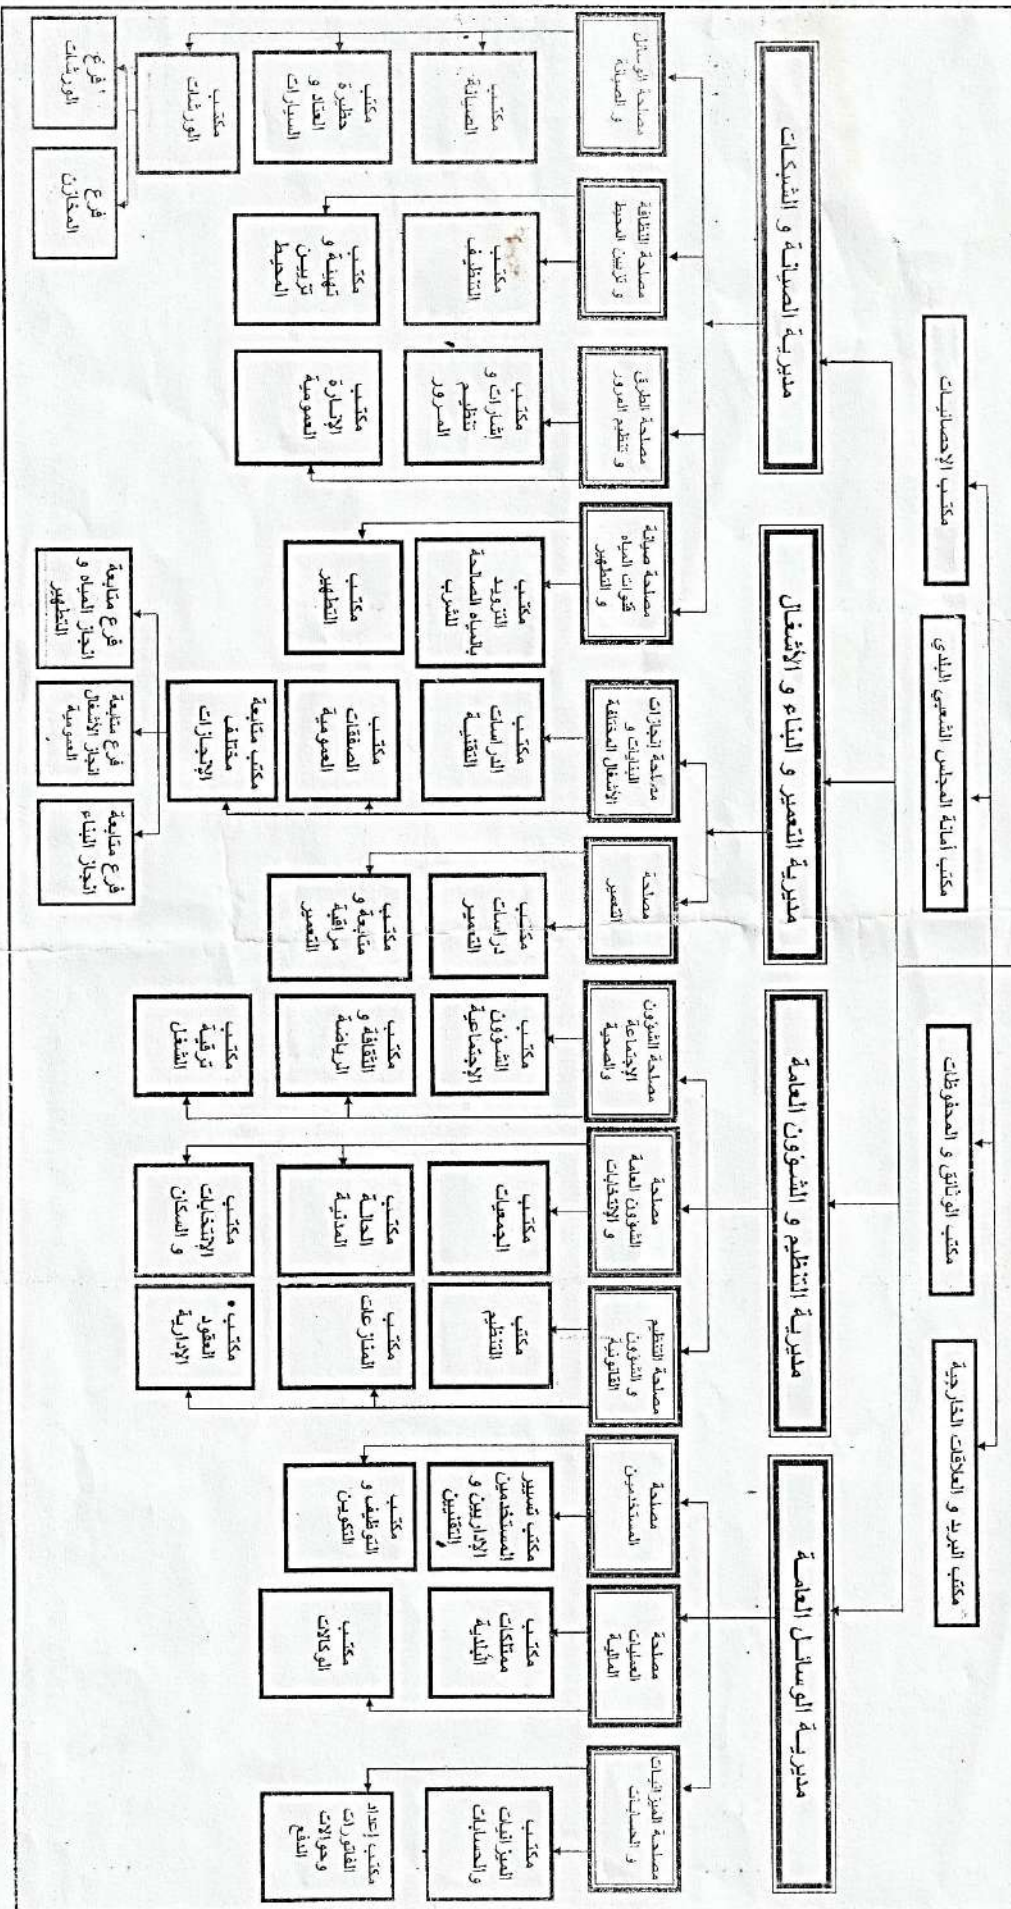 مكتب البريد و العلاقات الخارجية
مكتب الوثائق و المحفوظات
مكتب أمانة المجلس الشعبي البلدي
مكتب الإحصائيات
مديرية الوسائل العامة
مديرية التنظيم و الشؤون العامة
مديرية التعمير و البناء و الأشغال
مديرية الصيانة و الشبكات
مصلحة الميزانيات
و الحسابات
مصلحة
العمليات
المالية
مصلحة
المستخدمين
مصلحة التنظيم
و الشؤون
القانونية
مصلحة
الشؤون العامة
و الإنتخابات
مصلحة الشؤون
الإجتماعة
والصحية
مصلحة
التعمير
مصلحة إنجازات
البنايات و
الأشغال المختلفة
مصلحة صيانة
قنوات المياه
و التطهير
مصلحة الطرق
و تنظيم المرور
مصلحة النظافة
و تزيين المحيط
مصلحة الوسائل
و الصيانة
مكتب
الميزانيات
والحسابات
مكتب
ممتلكات
البلدية
مكتب تسيير
المستخدمين
الإداريين و
التقنيين
مكتب
التنظيم
مكتب
الجمعيات
مكتب
الشؤون
الإجتماعية
مكتب
دراسات
التعمير
مكتب
الدراسات
التقنية
مكتب
التزويد
بالمياه الصالحة
للشرب
مكتب
إشارات و
تنظيم
المرور
مكتب
التنظيف
مكتب
الصيانة
مكتب إعداد
الفاتورات
وحوالات
الدفع
مكتب
الوكالات
مكتب
التوظيف و
التكوين
مكتب
المنازعات
مكتب
الحالة
المدنية
مكتب
الثقافة و
الرياضة
مكتب
متابعة و
مراقبة
التعمير
مكتب
الصفقات
العمومية
مكتب
التطهير
مكتب
الإنارة
العمومية
مكتب
تهيئة و
تزيين
المحيط
مكتب
حظيرة
العتاد و
السيارات
مكتب
العقود
الإدارية
مكتب
الإنتخابات
و السكان
مكتب
ترقية
الشغل
مكتب متابعة
مختلف
الإنجازات
مكتب
الورشات
فرع متابعة
انجاز البناء
فرع متابعة
انجاز الأشغال
العمومية
فرع متابعة
انجاز المياه و
التطهير
فرع
المخازن
فرع
الورشات